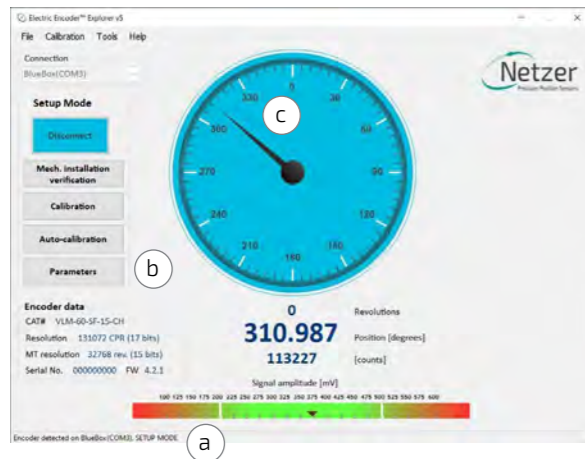 Electric Encoder™ Explorer v5
File Calibration Tools Help
Connection
BlueBox(COM3)
Netzer
Precision Position Sensors
Setup Mode
Disconnect
Mech. installation
verification
Calibration
Auto-calibration
Parameters
0
30
60
90
120
150
180
210
240
270
300
330
c
b
Encoder data
CAT# VLM-60-SF-15-CH
Resolution 131072 CPR (17 bits)
MT resolution 32768 rev. (15 bits)
Serial No. 000000000 FW 4.2.1
0 Revolutions
310.987 Position [degrees]
113227 [counts]
Signal amplitude [mV]
100 125 150 175 200 225 250 275 300 325 350 375 400 425 450 475 500 525 550 575 600
Encoder detected on BlueBox(COM3). SETUP MODE
a